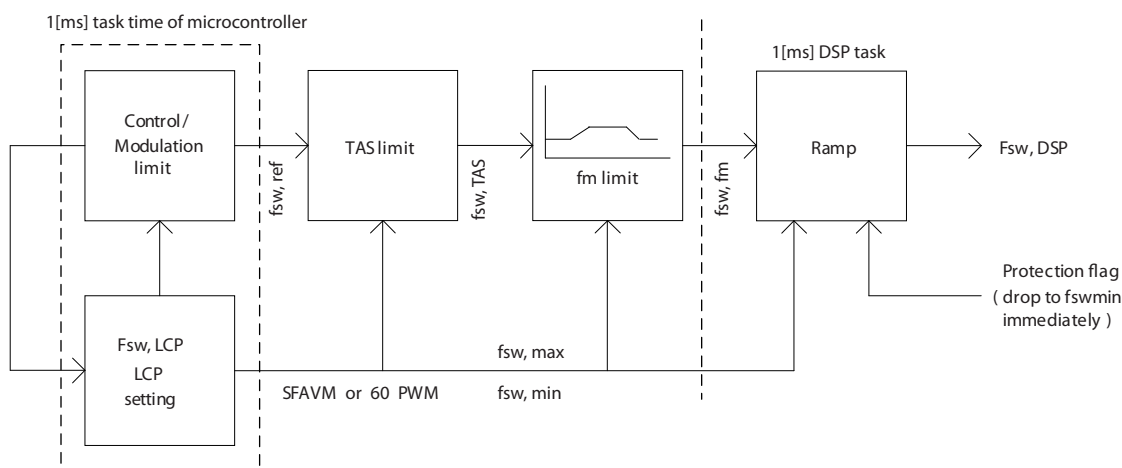 1[ms] task time of microcontroller
Control/
Modulation
limit
fsw, ref
TAS limit
fsw, TAS
fm limit
fsw, fm
1[ms] DSP task
Ramp
Fsw, DSP
Protection flag
( drop to fswmin
immediately )
Fsw, LCP
LCP
setting
SFAVM or 60 PWM
fsw, max
fsw, min